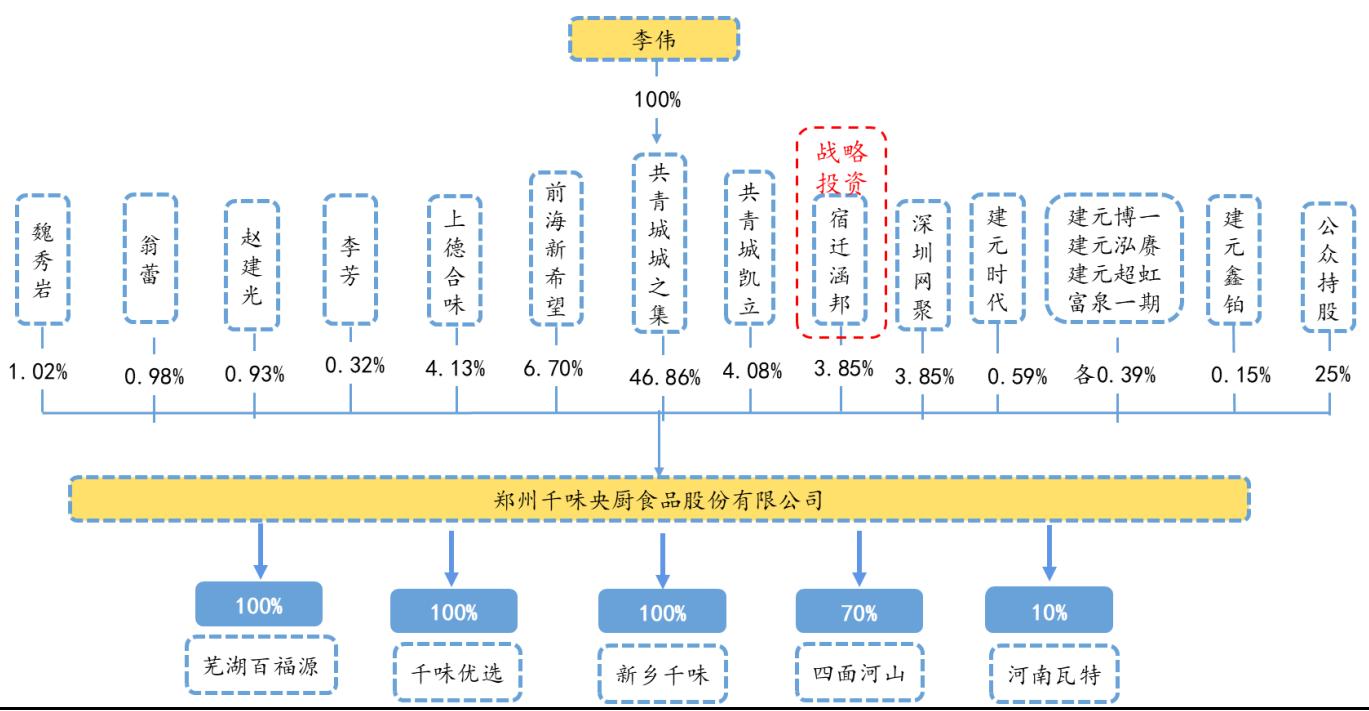 李伟
100%
战略
投资
魏秀岩
翁蕾
赵建光
李芳
上德合味
前海新希望
共青城城之集
共青城凯立
宿迁涵邦
深圳网聚
建元时代
建元博一
建元泓赓
建元超虹
富泉一期
建元鑫铂
公众持股
1.02%
0.98%
0.93%
0.32%
4.13%
6.70%
46.86%
4.08%
3.85%
3.85%
0.59%
各0.39%
0.15%
25%
郑州千味央厨食品股份有限公司
100%
100%
100%
70%
10%
芜湖百福源
千味优选
新乡千味
四面河山
河南瓦特